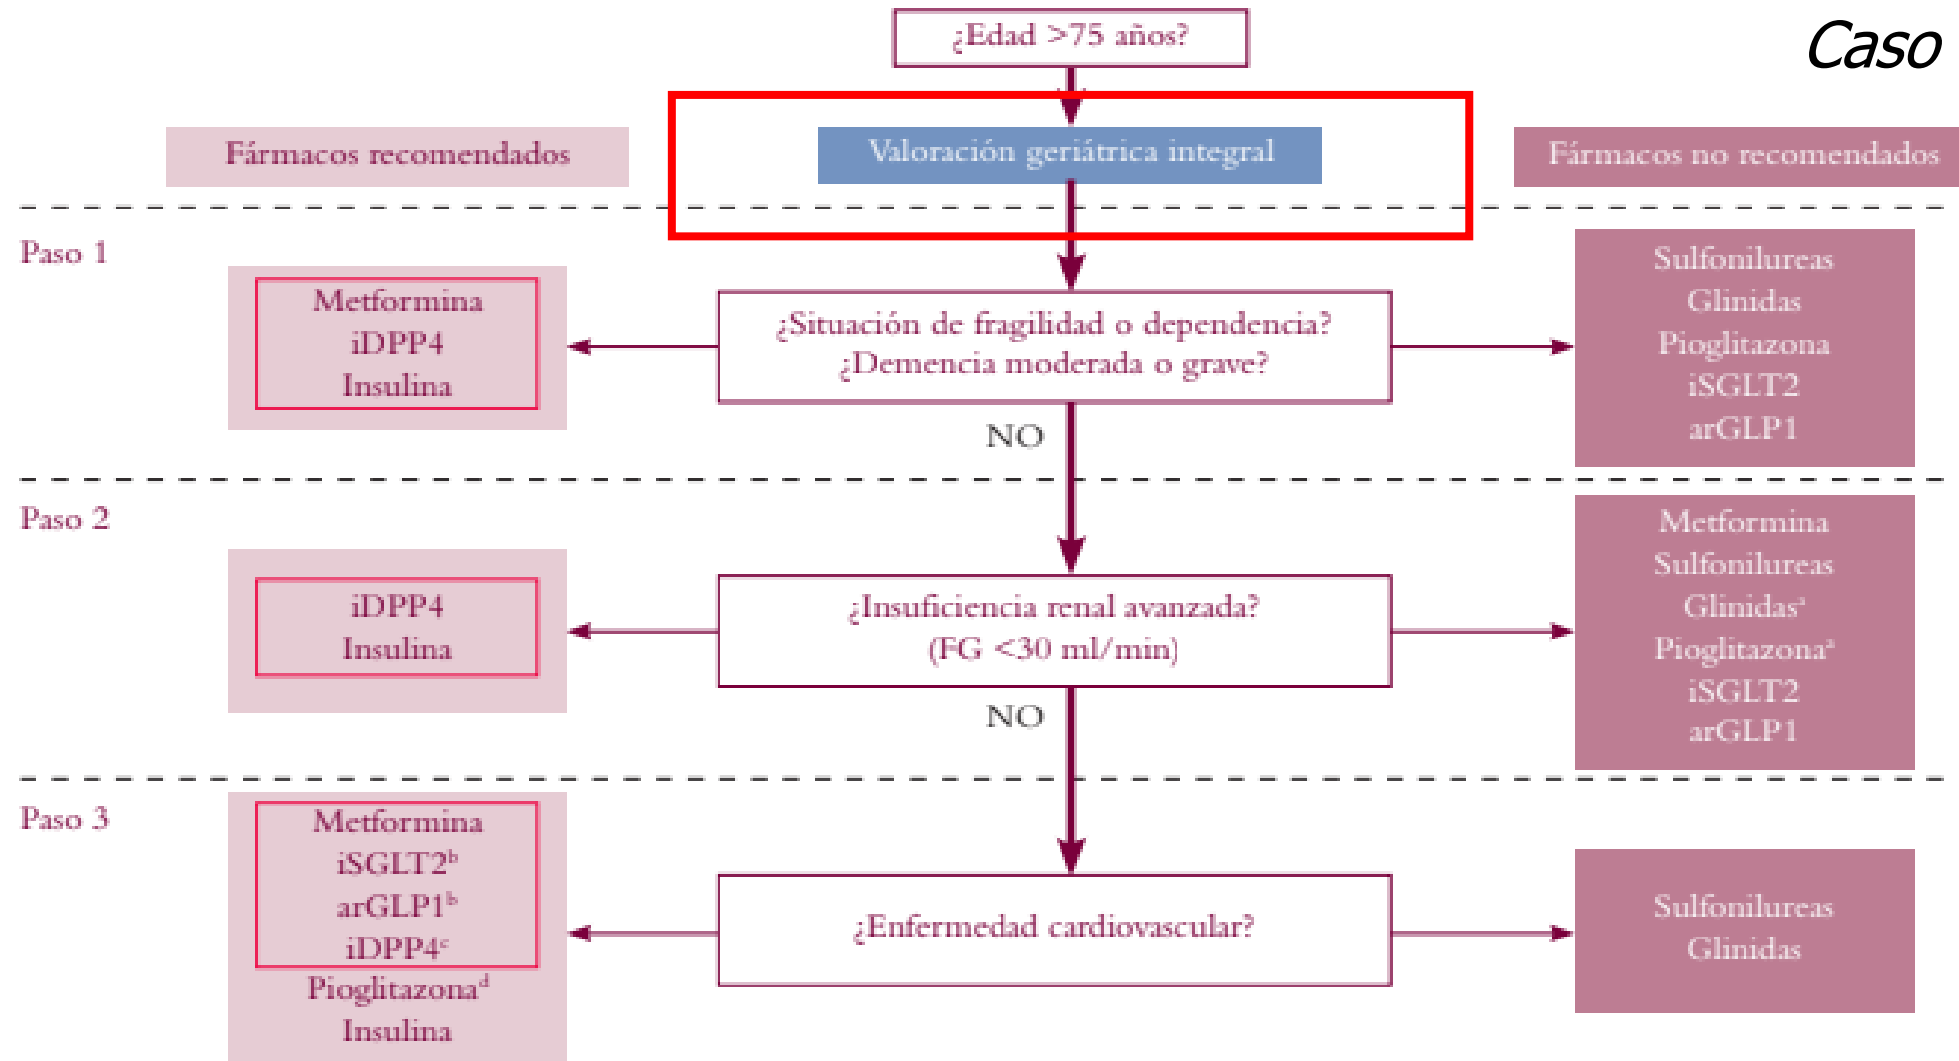 ¿Edad >75 años?
Caso
Fármacos recomendados
Valoración geriátrica integral
Fármacos no recomendados
Paso 1
Metformina
iDPP4
Insulina
¿Situación de fragilidad o dependencia?
¿Demencia moderada o grave?
Sulfonilureas
Glinidas
Pioglitazona
iSGLT2
arGLP1
NO
Paso 2
iDPP4
Insulina
¿Insuficiencia renal avanzada?
(FG <30 ml/min)
Metformina
Sulfonilureas
Glinidasᵃ
Pioglitazonaᵃ
iSGLT2
arGLP1
NO
Paso 3
Metformina
iSGLT2ᵇ
arGLP1ᵇ
iDPP4ᶜ
Pioglitazonaᵈ
Insulina
¿Enfermedad cardiovascular?
Sulfonilureas
Glinidas